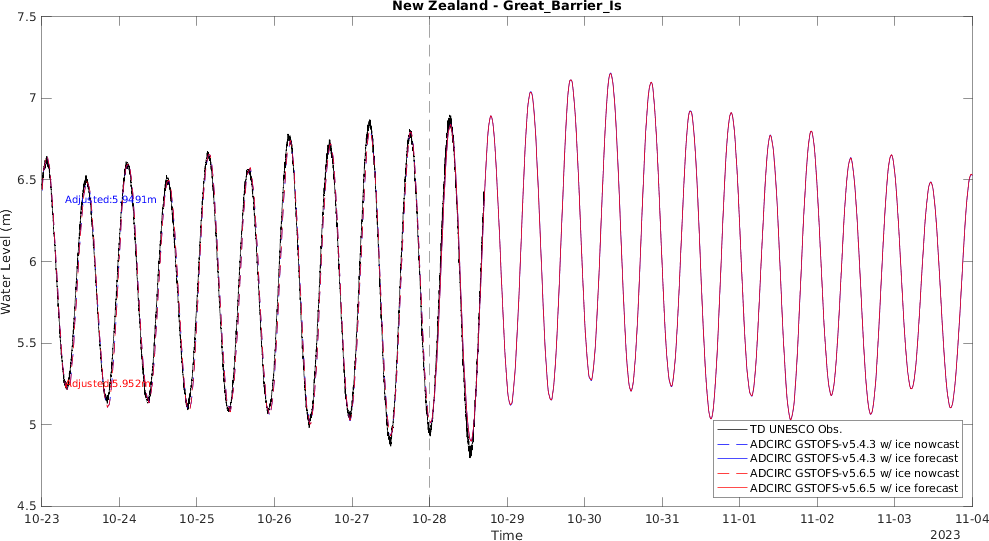 New Zealand - Great_Barrier_Is
7.5
7
6.5
6
5.5
5
4.5
Water Level (m)
Adjusted:5.9491m
Adjusted:5.952m
TD UNESCO Obs.
ADCIRC GSTOFS-v5.4.3 w/ ice nowcast
ADCIRC GSTOFS-v5.4.3 w/ ice forecast
ADCIRC GSTOFS-v5.6.5 w/ ice nowcast
ADCIRC GSTOFS-v5.6.5 w/ ice forecast
10-23 10-24 10-25 10-26 10-27 10-28 10-29 10-30 10-31 11-01 11-02 11-03 11-04
Time
2023